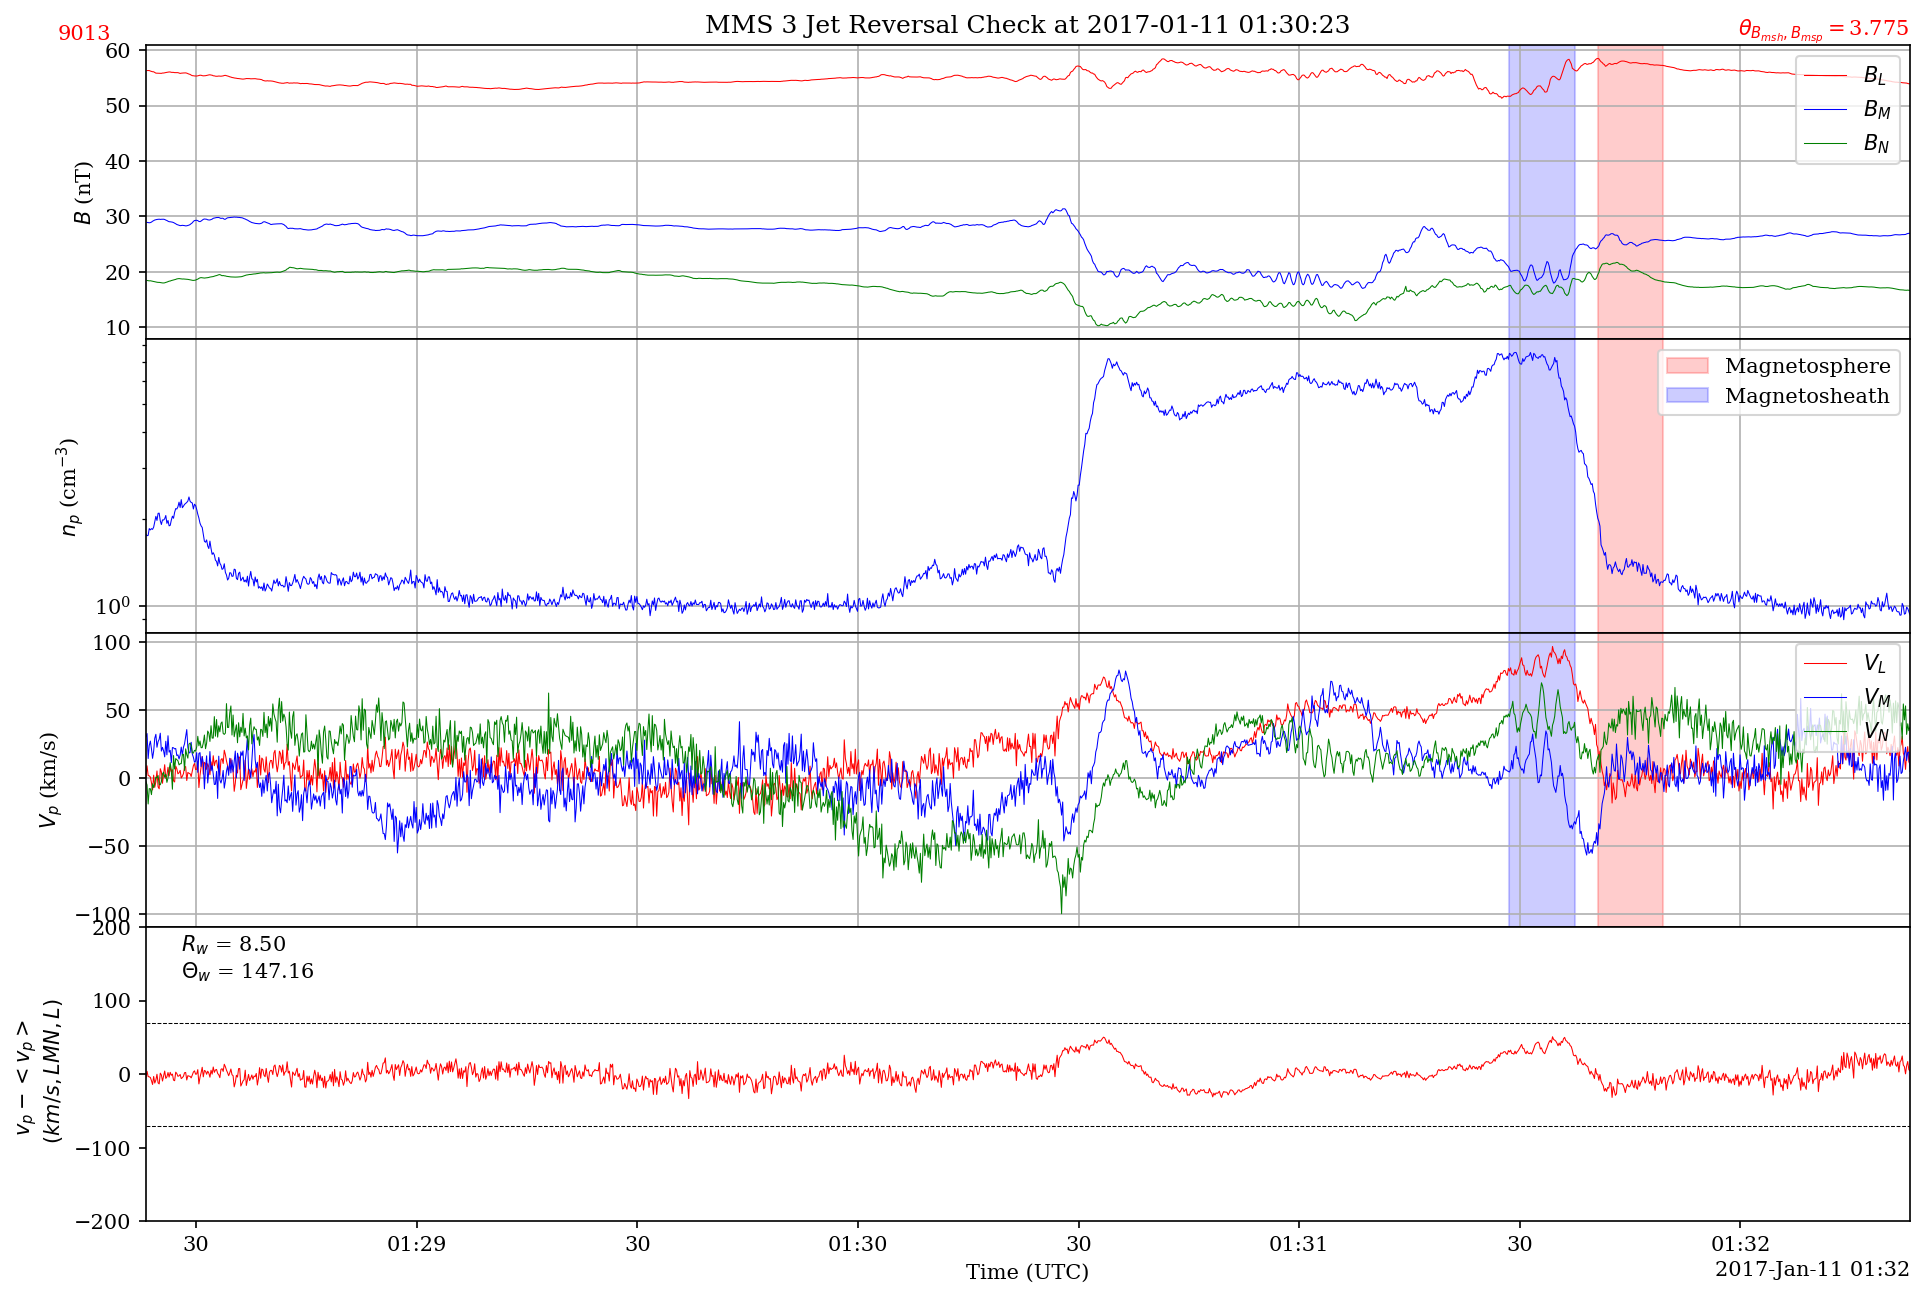 MMS 3 Jet Reversal Check at 2017-01-11 01:30:23
9013
θ_{B_{msh}, B_{msp}} = 3.775
60
50
40
30
20
10
B (nT)
B_L
B_M
B_N
10⁰
n_p (cm⁻³)
Magnetosphere
Magnetosheath
100
50
0
−50
−100
V_p (km/s)
V_L
V_M
V_N
200
100
0
−100
−200
v_p − < v_p >
(km/s, LMN, L)
R_w = 8.50
Θ_w = 147.16
30 01:29 30 01:30 30 01:31 30 01:32
Time (UTC)
2017-Jan-11 01:32